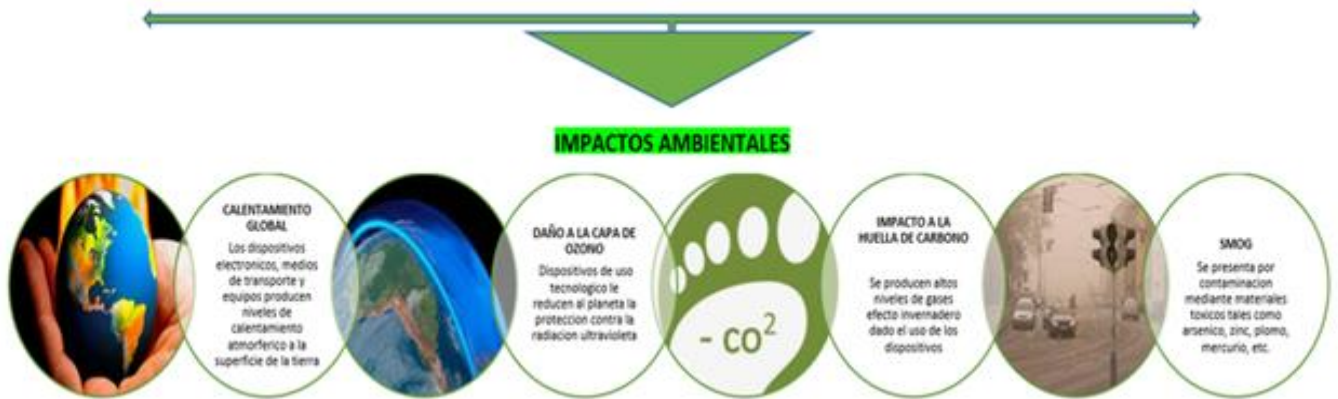 IMPACTOS AMBIENTALES
CALENTAMIENTO
GLOBAL
Los dispositivos
electronicos, medios
de transporte y
equipos producen
niveles de
calentamiento
atmorferico a la
superficie de la tierra
DAÑO A LA CAPA DE
OZONO
Dispositivos de uso
tecnologico le
reducen al planeta la
proteccion contra la
radiacion ultravioleta
- co²
IMPACTO A LA
HUELLA DE CARBONO
Se producen altos
niveles de gases
efecto invernadero
dado el uso de los
dispositivos
SMOG
Se presenta por
contaminacion
mediante materiales
toxicos tales como
arsenico, zinc, plomo,
mercurio, etc.